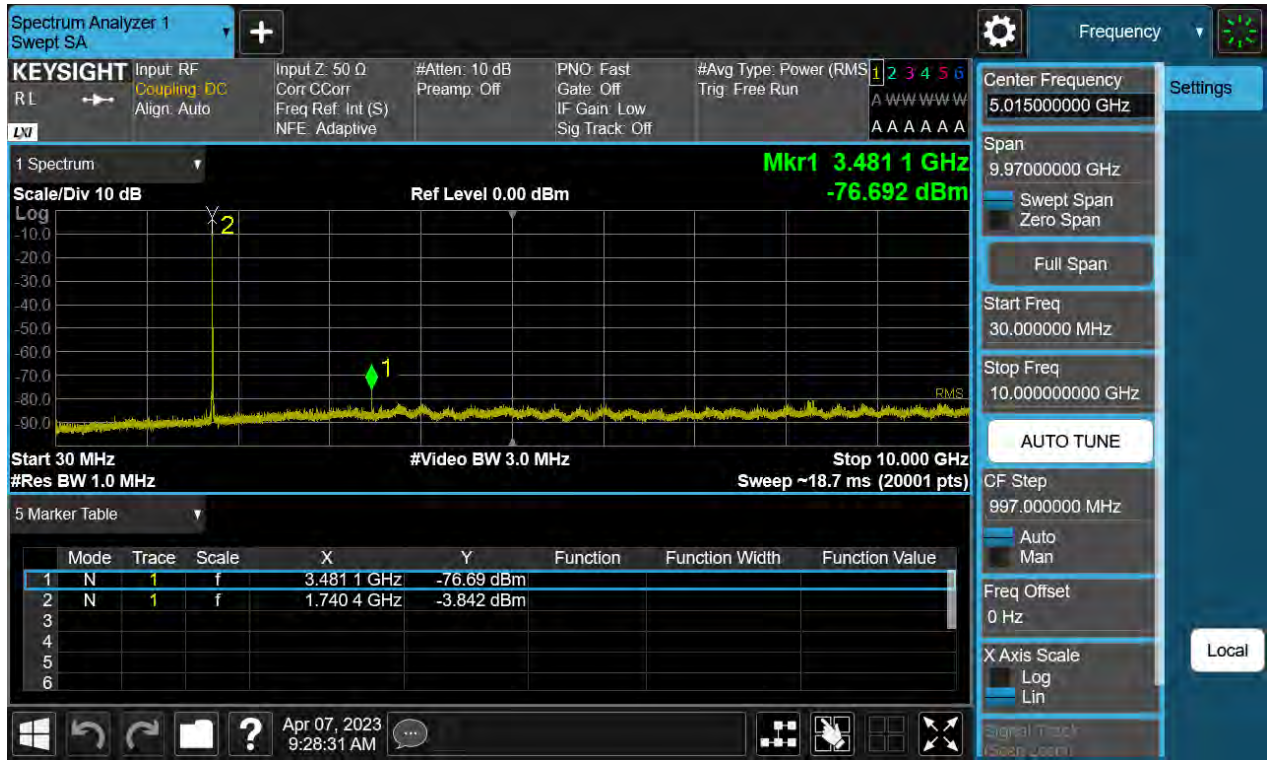 Spectrum Analyzer 1
Swept SA
Frequency
KEYSIGHT
RL
LXI
Input: RF
Coupling: DC
Align: Auto
Input Z: 50 Ω
Corr CCorr
Freq Ref: Int (S)
NFE: Adaptive
#Atten: 10 dB
Preamp: Off
PNO: Fast
Gate: Off
IF Gain: Low
Sig Track: Off
#Avg Type: Power (RMS
Trig: Free Run
1 2 3 4 5 6
A W W W W W
A A A A A A
1 Spectrum
Mkr1 3.481 1 GHz
-76.692 dBm
Scale/Div 10 dB
Ref Level 0.00 dBm
Log
-10.0
-20.0
-30.0
-40.0
-50.0
-60.0
-70.0
-80.0
-90.0
2
1
RMS
Start 30 MHz
#Video BW 3.0 MHz
Stop 10.000 GHz
#Res BW 1.0 MHz
Sweep ~18.7 ms (20001 pts)
5 Marker Table
Mode Trace Scale X Y Function Function Width Function Value
1 N 1 f 3.481 1 GHz -76.69 dBm
2 N 1 f 1.740 4 GHz -3.842 dBm
3
4
5
6
Apr 07, 2023
9:28:31 AM
Center Frequency
5.015000000 GHz
Span
9.97000000 GHz
Swept Span
Zero Span
Full Span
Start Freq
30.000000 MHz
Stop Freq
10.000000000 GHz
AUTO TUNE
CF Step
997.000000 MHz
Auto
Man
Freq Offset
0 Hz
X Axis Scale
Log
Lin
Signal Track
(Span Zoom)
Settings
Local